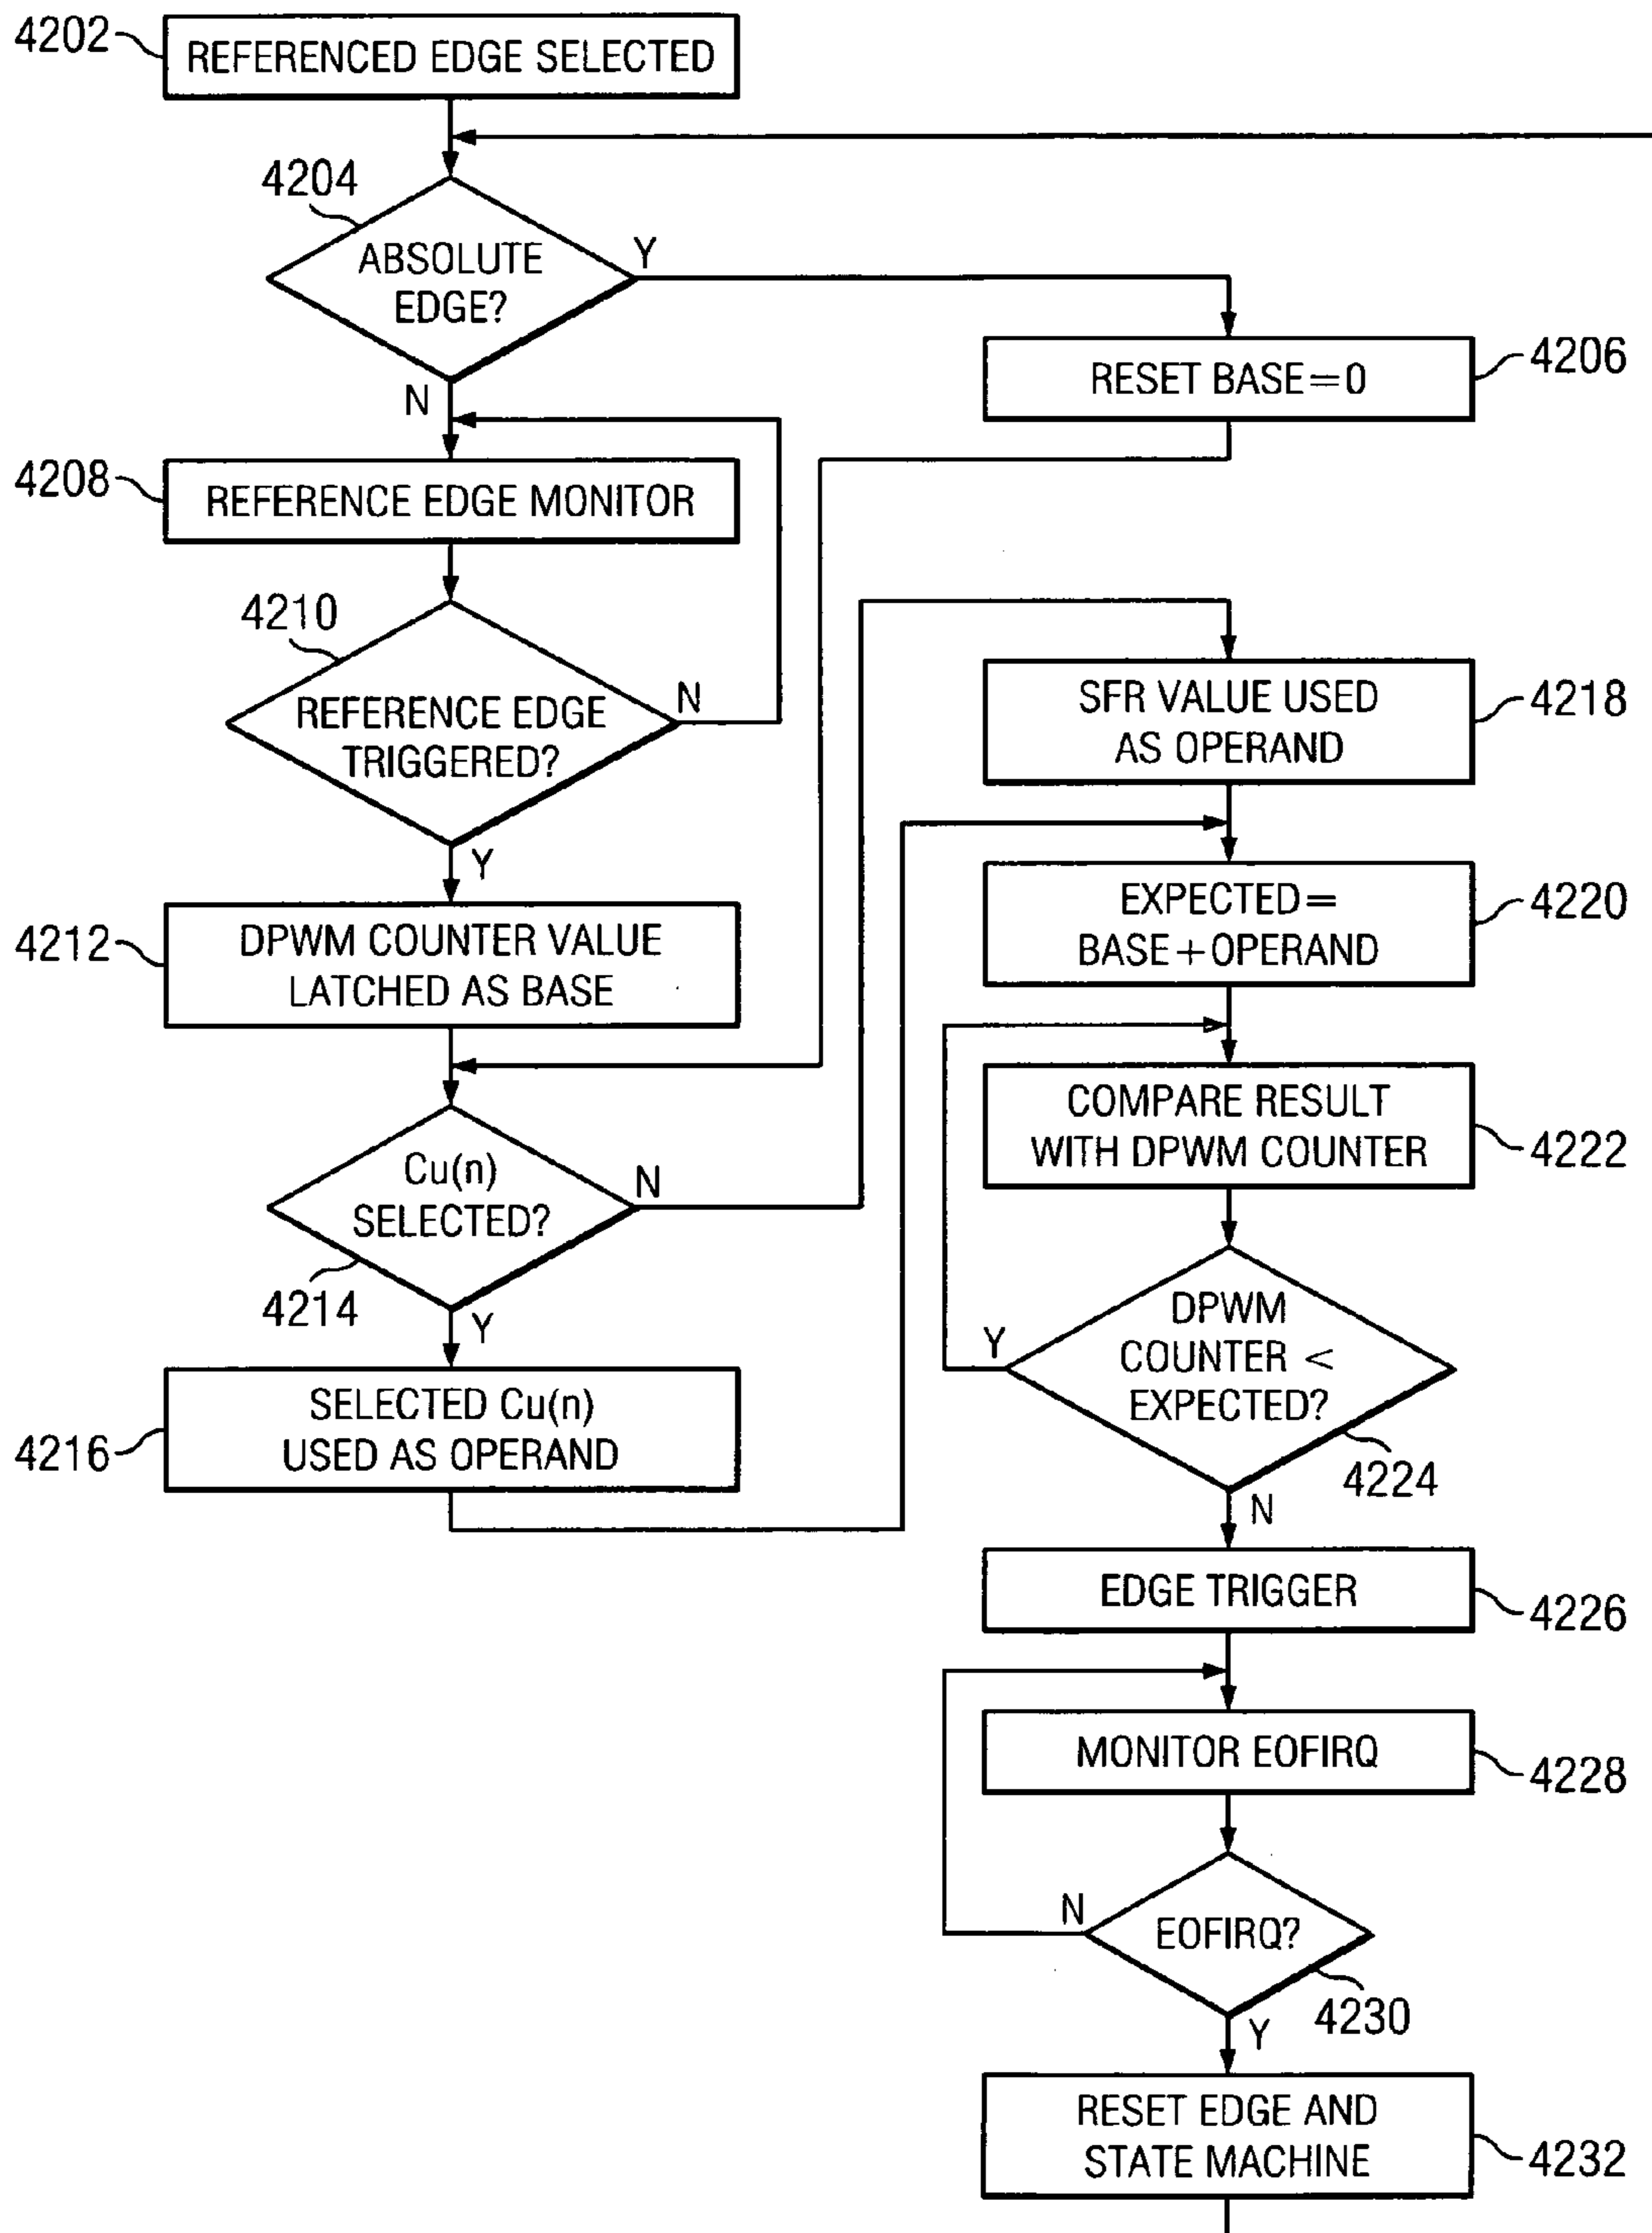 4202
REFERENCED EDGE SELECTED
4204
ABSOLUTE
EDGE?
Y
N
RESET BASE=0
4206
4208
REFERENCE EDGE MONITOR
4210
REFERENCE EDGE
TRIGGERED?
N
Y
4212
DPWM COUNTER VALUE
LATCHED AS BASE
Cu(n)
SELECTED?
N
4214
Y
4216
SELECTED Cu(n)
USED AS OPERAND
SFR VALUE USED
AS OPERAND
4218
EXPECTED=
BASE+OPERAND
4220
COMPARE RESULT
WITH DPWM COUNTER
4222
DPWM
COUNTER <
EXPECTED?
Y
4224
N
EDGE TRIGGER
4226
MONITOR EOFIRQ
4228
EOFIRQ?
N
4230
Y
RESET EDGE AND
STATE MACHINE
4232